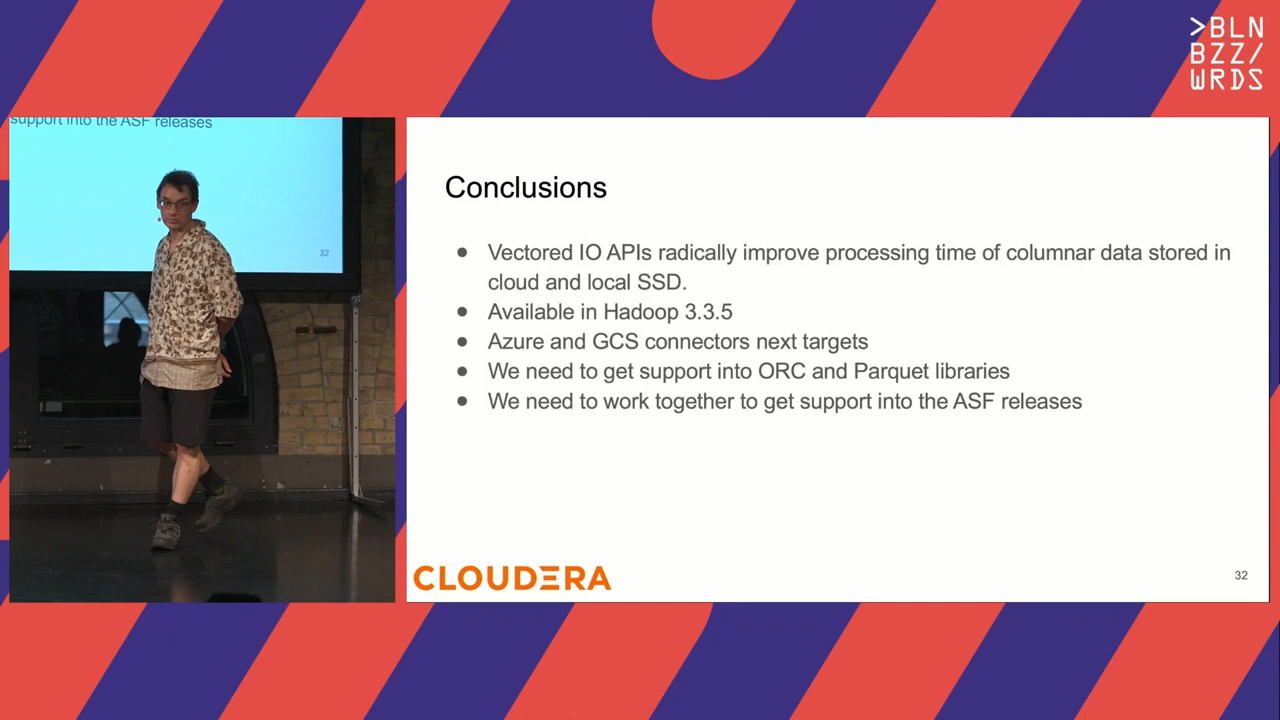 >BLN
BZZ/
WRDS
support into the ASF releases
32
Conclusions
● Vectored IO APIs radically improve processing time of columnar data stored in
cloud and local SSD.
● Available in Hadoop 3.3.5
● Azure and GCS connectors next targets
● We need to get support into ORC and Parquet libraries
● We need to work together to get support into the ASF releases
CLOUDERA
32